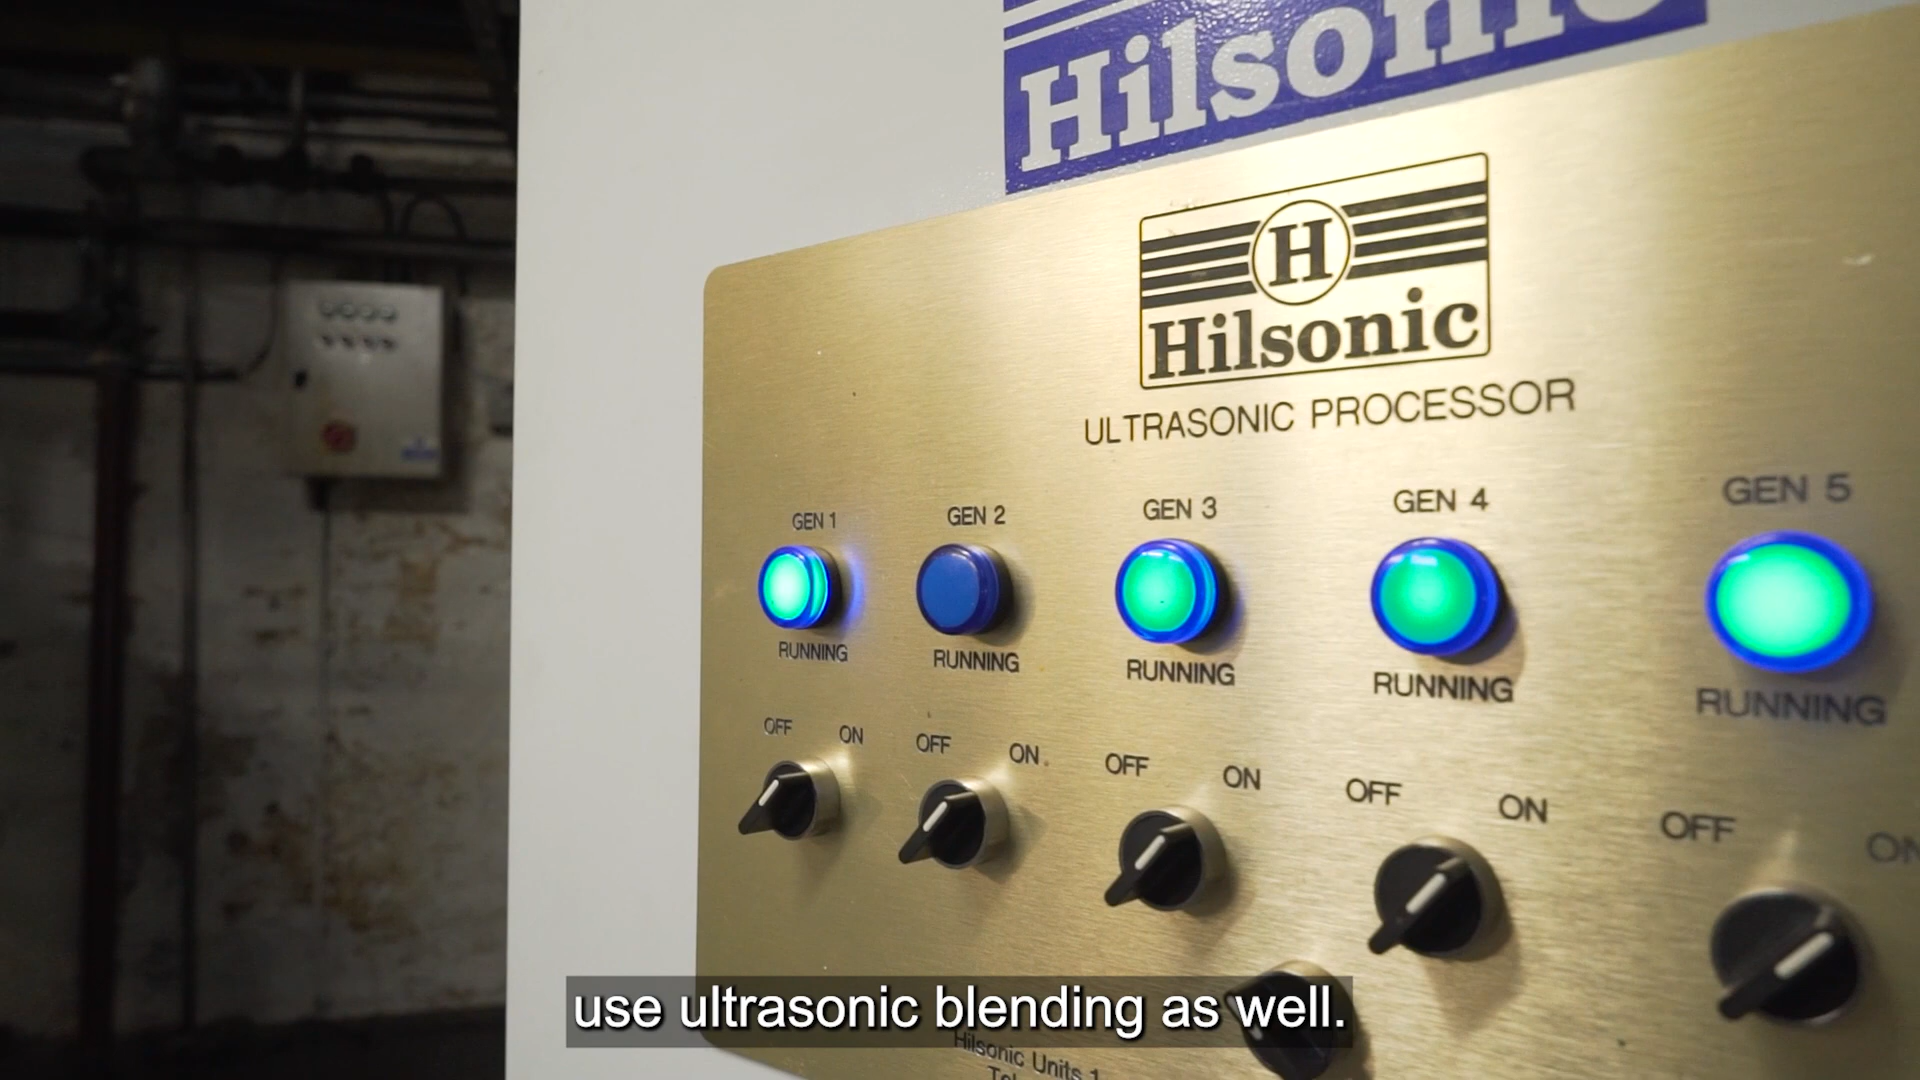 Hilsonic
H
Hilsonic
ULTRASONIC PROCESSOR
GEN 1 GEN 2 GEN 3 GEN 4 GEN 5
RUNNING RUNNING RUNNING RUNNING RUNNING
OFF ON OFF ON OFF ON OFF ON OFF ON
use ultrasonic blending as well.
Hilsonic Units 1